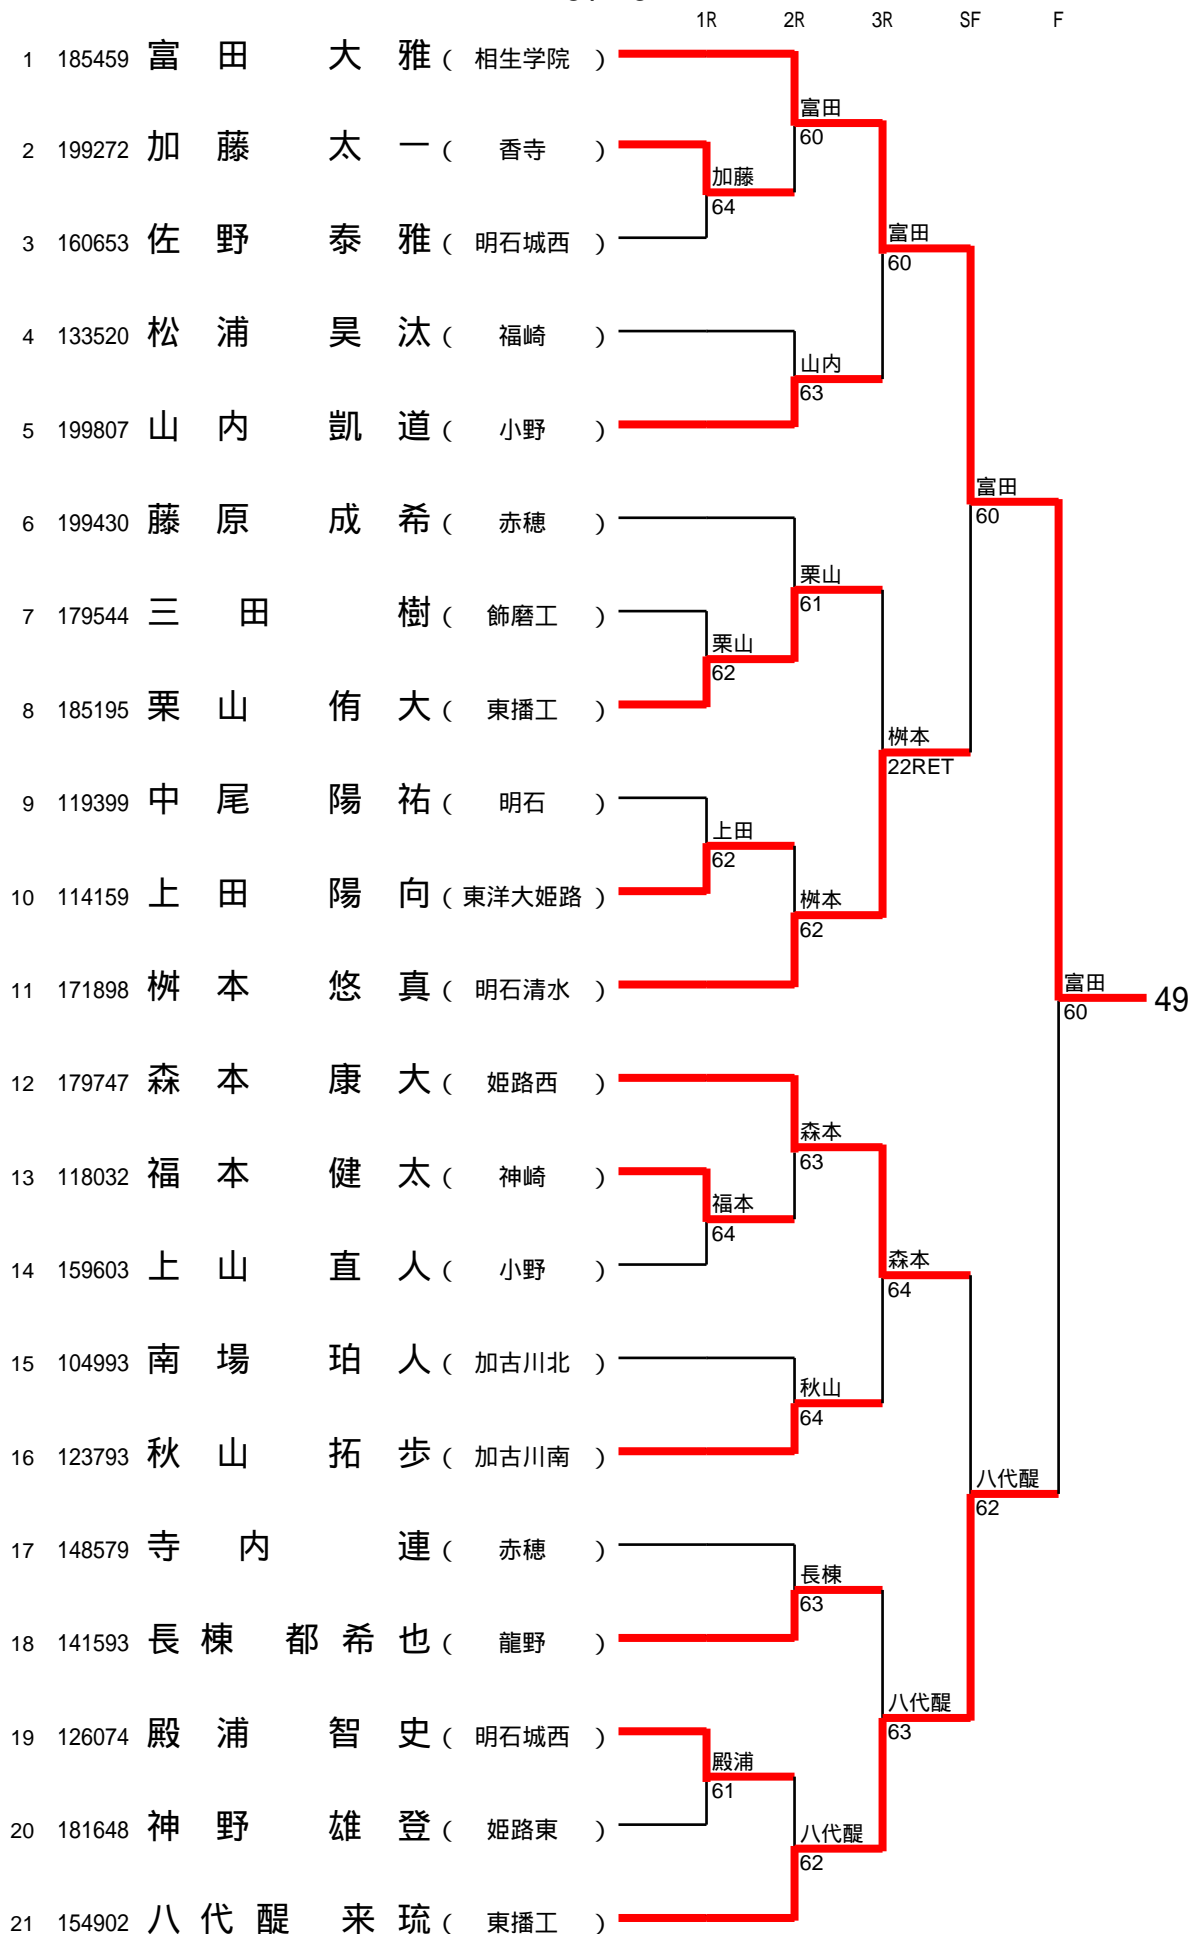 1R 2R 3R SF F
1 185459 富田 大雅 ( 相生学院 )
富田
60
2 199272 加藤 太一 ( 香寺 )
加藤
64
3 160653 佐野 泰雅 ( 明石城西 )
富田
60
4 133520 松浦 昊汰 ( 福崎 )
山内
63
5 199807 山内 凱道 ( 小野 )
富田
60
6 199430 藤原 成希 ( 赤穂 )
栗山
61
7 179544 三田 樹 ( 飾磨工 )
栗山
62
8 185195 栗山 侑大 ( 東播工 )
桝本
22RET
9 119399 中尾 陽祐 ( 明石 )
上田
62
10 114159 上田 陽向 ( 東洋大姫路 )
桝本
62
11 171898 桝本 悠真 ( 明石清水 )
富田
60
49
12 179747 森本 康大 ( 姫路西 )
森本
63
13 118032 福本 健太 ( 神崎 )
福本
64
14 159603 上山 直人 ( 小野 )
森本
64
15 104993 南場 珀人 ( 加古川北 )
秋山
64
16 123793 秋山 拓歩 ( 加古川南 )
八代醍
62
17 148579 寺内 連 ( 赤穂 )
長棟
63
18 141593 長棟 都希也 ( 龍野 )
八代醍
63
19 126074 殿浦 智史 ( 明石城西 )
殿浦
61
20 181648 神野 雄登 ( 姫路東 )
八代醍
62
21 154902 八代醍 来琉 ( 東播工 )